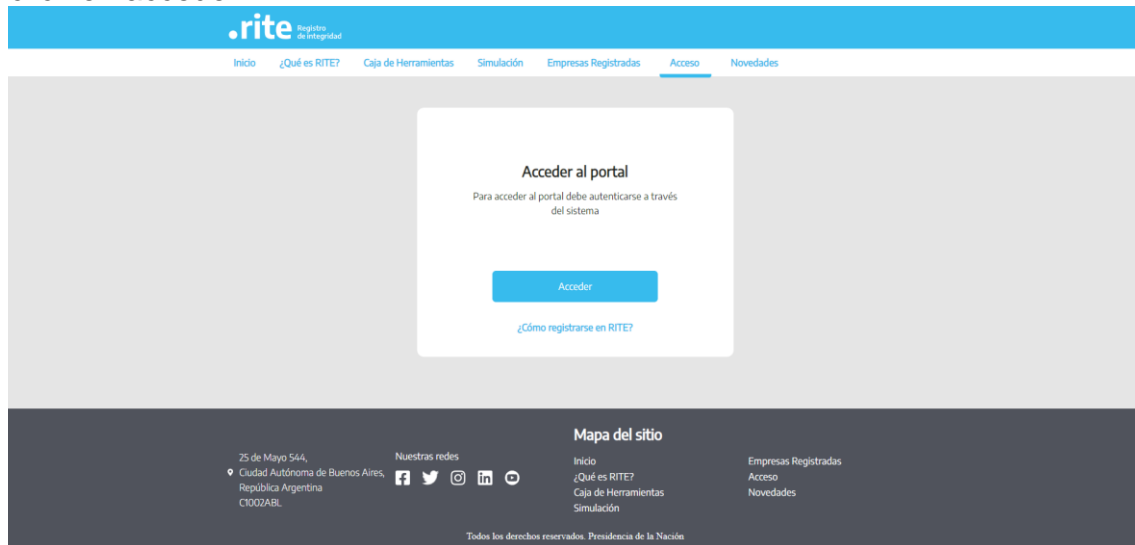 .rite Registro
de integridad
Inicio ¿Qué es RITE? Caja de Herramientas Simulación Empresas Registradas Acceso Novedades
Acceder al portal
Para acceder al portal debe autenticarse a través
del sistema
Acceder
¿Cómo registrarse en RITE?
25 de Mayo 544,
Ciudad Autónoma de Buenos Aires,
República Argentina
C1002ABL
Nuestras redes
Mapa del sitio
Inicio
¿Qué es RITE?
Caja de Herramientas
Simulación
Empresas Registradas
Acceso
Novedades
Todos los derechos reservados. Presidencia de la Nación